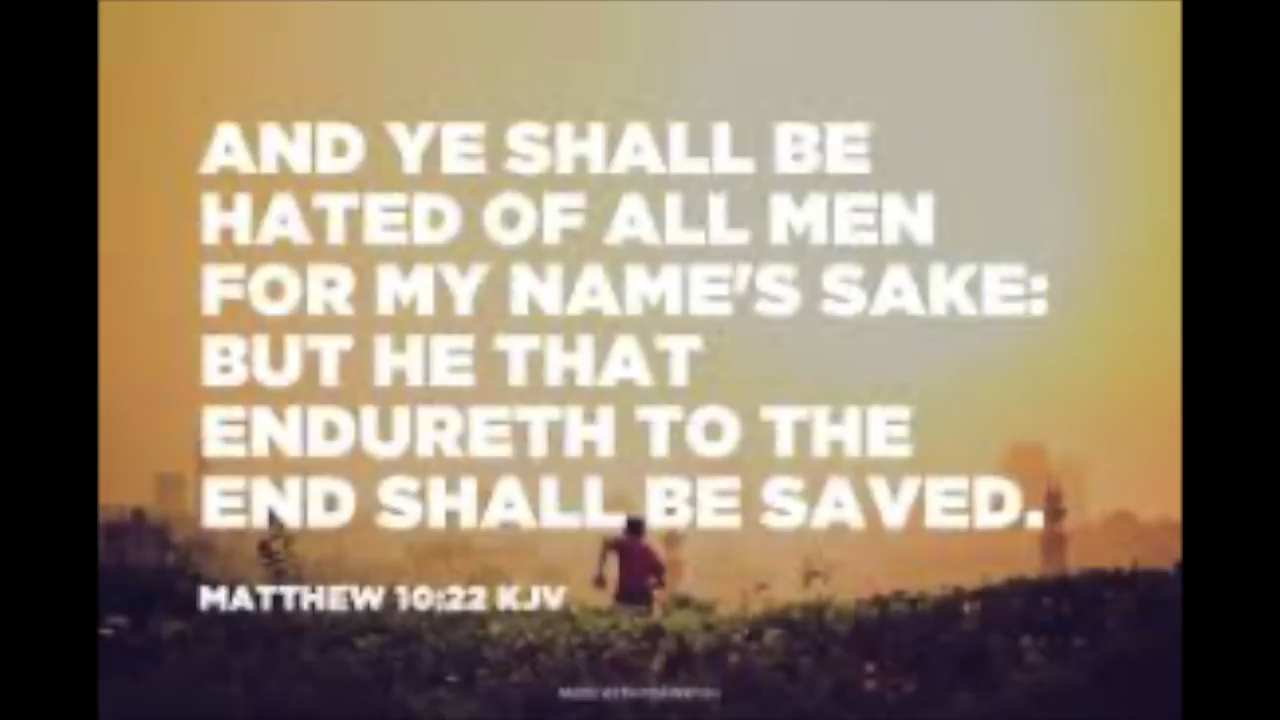 AND YE SHALL BE
HATED OF ALL MEN
FOR MY NAME'S SAKE:
BUT HE THAT
ENDURETH TO THE
END SHALL BE SAVED.
MATTHEW 10:22 KJV